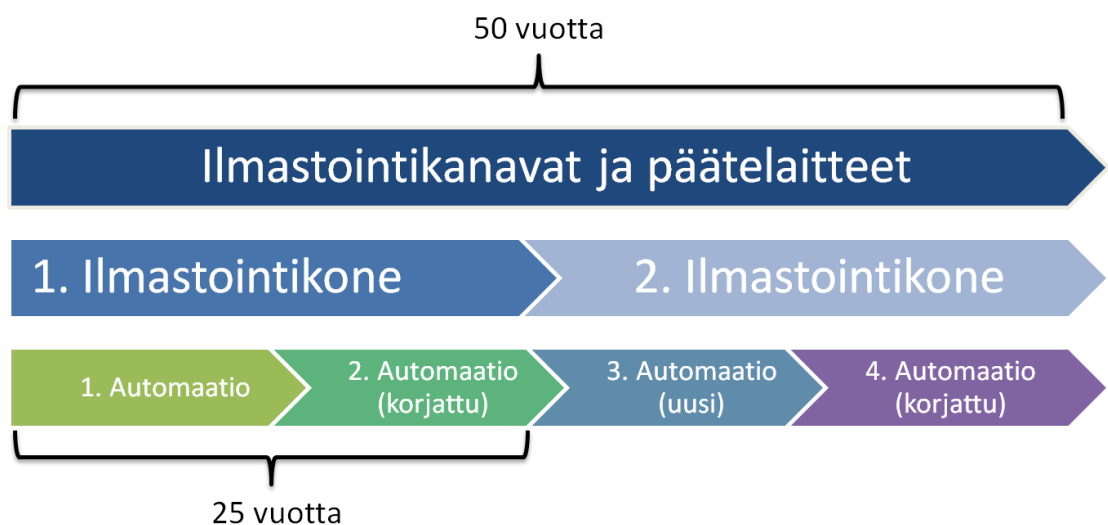 50 vuotta
Ilmastointikanavat ja päätelaitteet
1. Ilmastointikone
2. Ilmastointikone
1. Automaatio
2. Automaatio
(korjattu)
3. Automaatio
(uusi)
4. Automaatio
(korjattu)
25 vuotta